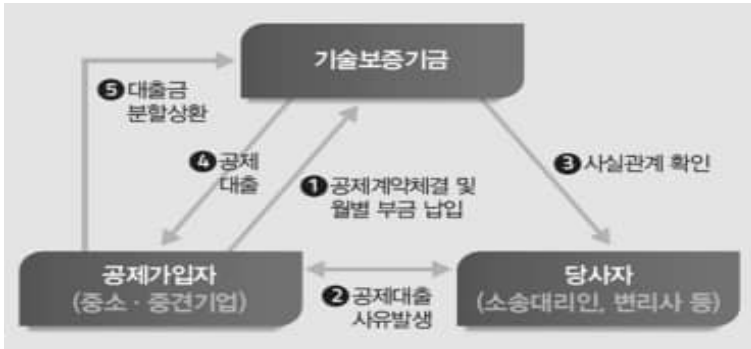 기술보증기금
❺ 대출금
분할상환
❹ 공제
대출
❶ 공제계약체결 및
월별 부금 납입
❸ 사실관계 확인
공제가입자
(중소·중견기업)
❷ 공제대출
사유발생
당사자
(소송대리인, 변리사 등)